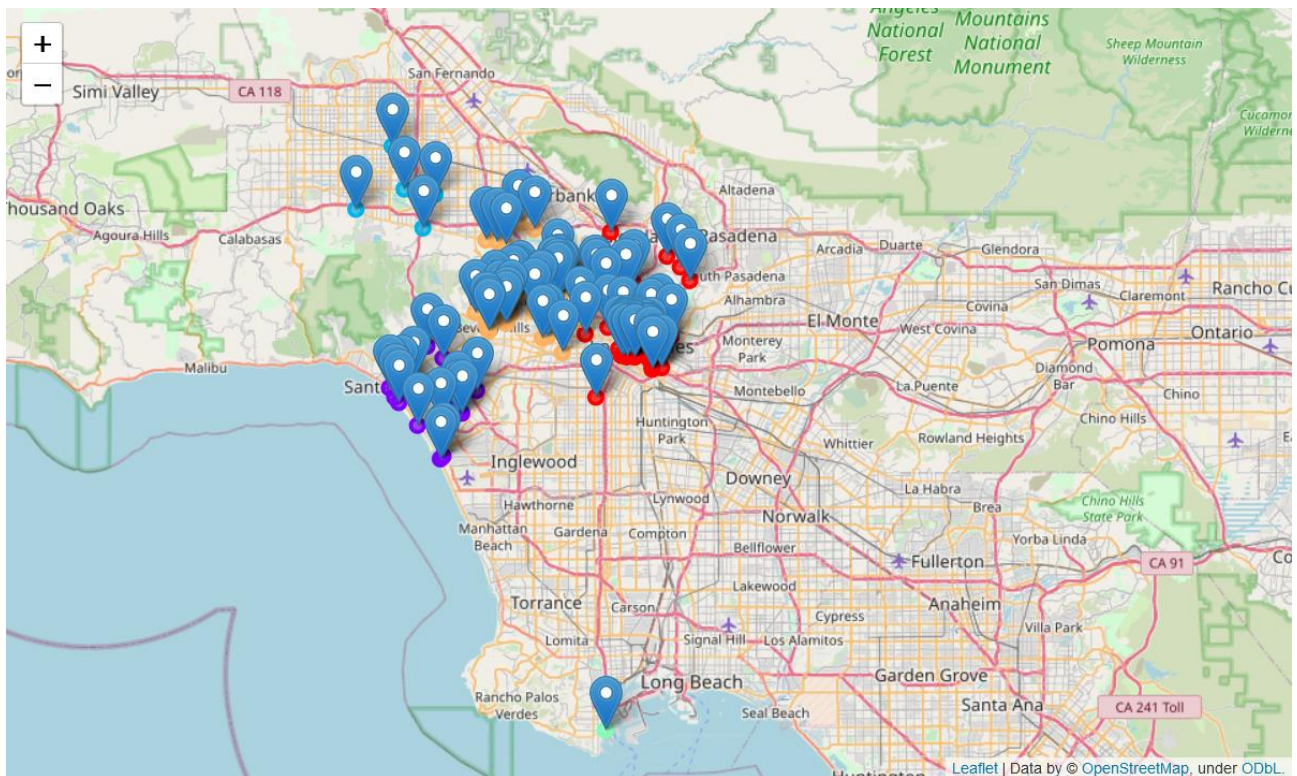 +
−
Angeles
National
Forest
Mountains
National
Monument
Sheep Mountain
Wilderness
Cucamon
Wilderne
San Fernando
Simi Valley
CA 118
Thousand Oaks
Agoura Hills
Calabasas
Altadena
Pasadena
South Pasadena
Arcadia
Duarte
Glendora
San Dimas
Claremont
Rancho Cu
Covina
Alhambra
El Monte
West Covina
Ontario
Monterey
Park
Pomona
Malibu
Montebello
La Puente
Diamond
Bar
Chino
Huntington
Park
Chino Hills
Whittier
Rowland Heights
Inglewood
Downey
La Habra
Chino Hills
State Park
Hawthorne
Lynwood
Norwalk
Brea
Manhattan
Beach
Gardena
Compton
Yorba Linda
Bellflower
Fullerton
CA 91
Lakewood
Torrance
Carson
Cypress
Anaheim
Villa Park
Lomita
Signal Hill
Los Alamitos
Long Beach
Garden Grove
Rancho Palos
Verdes
Seal Beach
Santa Ana
CA 241 Toll
Huntington
Leaflet | Data by © OpenStreetMap, under ODbL.